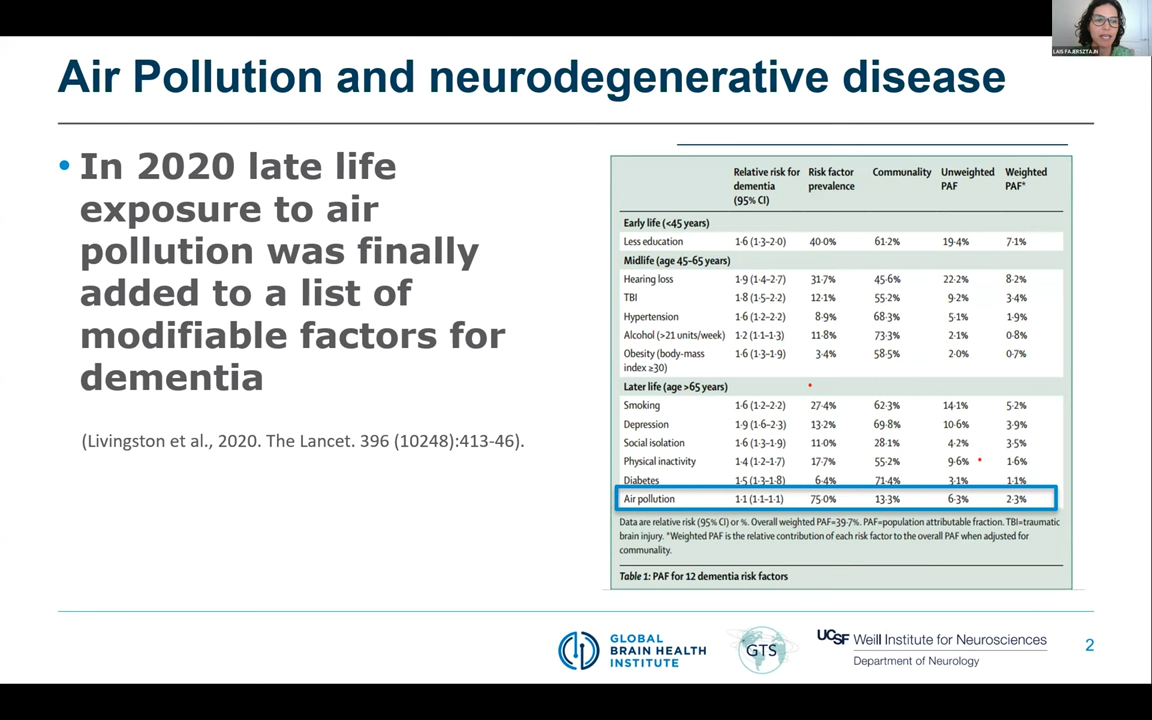 LAIS FAJERSZTAJN
Air Pollution and neurodegenerative disease
• In 2020 late life
exposure to air
pollution was finally
added to a list of
modifiable factors for
dementia
(Livingston et al., 2020. The Lancet. 396 (10248):413-46).
Relative risk for Risk factor Communality Unweighted Weighted
dementia prevalence PAF PAF*
(95% CI)
Early life (<45 years)
Less education 1·6 (1·3–2·0) 40·0% 61·2% 19·4% 7·1%
Midlife (age 45–65 years)
Hearing loss 1·9 (1·4–2·7) 31·7% 45·6% 22·2% 8·2%
TBI 1·8 (1·5–2·2) 12·1% 55·2% 9·2% 3·4%
Hypertension 1·6 (1·2–2·2) 8·9% 68·3% 5·1% 1·9%
Alcohol (>21 units/week) 1·2 (1·1–1·3) 11·8% 73·3% 2·1% 0·8%
Obesity (body-mass 1·6 (1·3–1·9) 3·4% 58·5% 2·0% 0·7%
index ≥30)
Later life (age >65 years)
Smoking 1·6 (1·2–2·2) 27·4% 62·3% 14·1% 5·2%
Depression 1·9 (1·6–2·3) 13·2% 69·8% 10·6% 3·9%
Social isolation 1·6 (1·3–1·9) 11·0% 28·1% 4·2% 3·5%
Physical inactivity 1·4 (1·2–1·7) 17·7% 55·2% 9·6% 1·6%
Diabetes 1·5 (1·3–1·8) 6·4% 71·4% 3·1% 1·1%
Air pollution 1·1 (1·1–1·1) 75·0% 13·3% 6·3% 2·3%
Data are relative risk (95% CI) or %. Overall weighted PAF=39·7%. PAF=population attributable fraction. TBI=traumatic
brain injury. *Weighted PAF is the relative contribution of each risk factor to the overall PAF when adjusted for
communality.
Table 1: PAF for 12 dementia risk factors
GLOBAL
BRAIN HEALTH
INSTITUTE
GTS
UCSF Weill Institute for Neurosciences
Department of Neurology
2